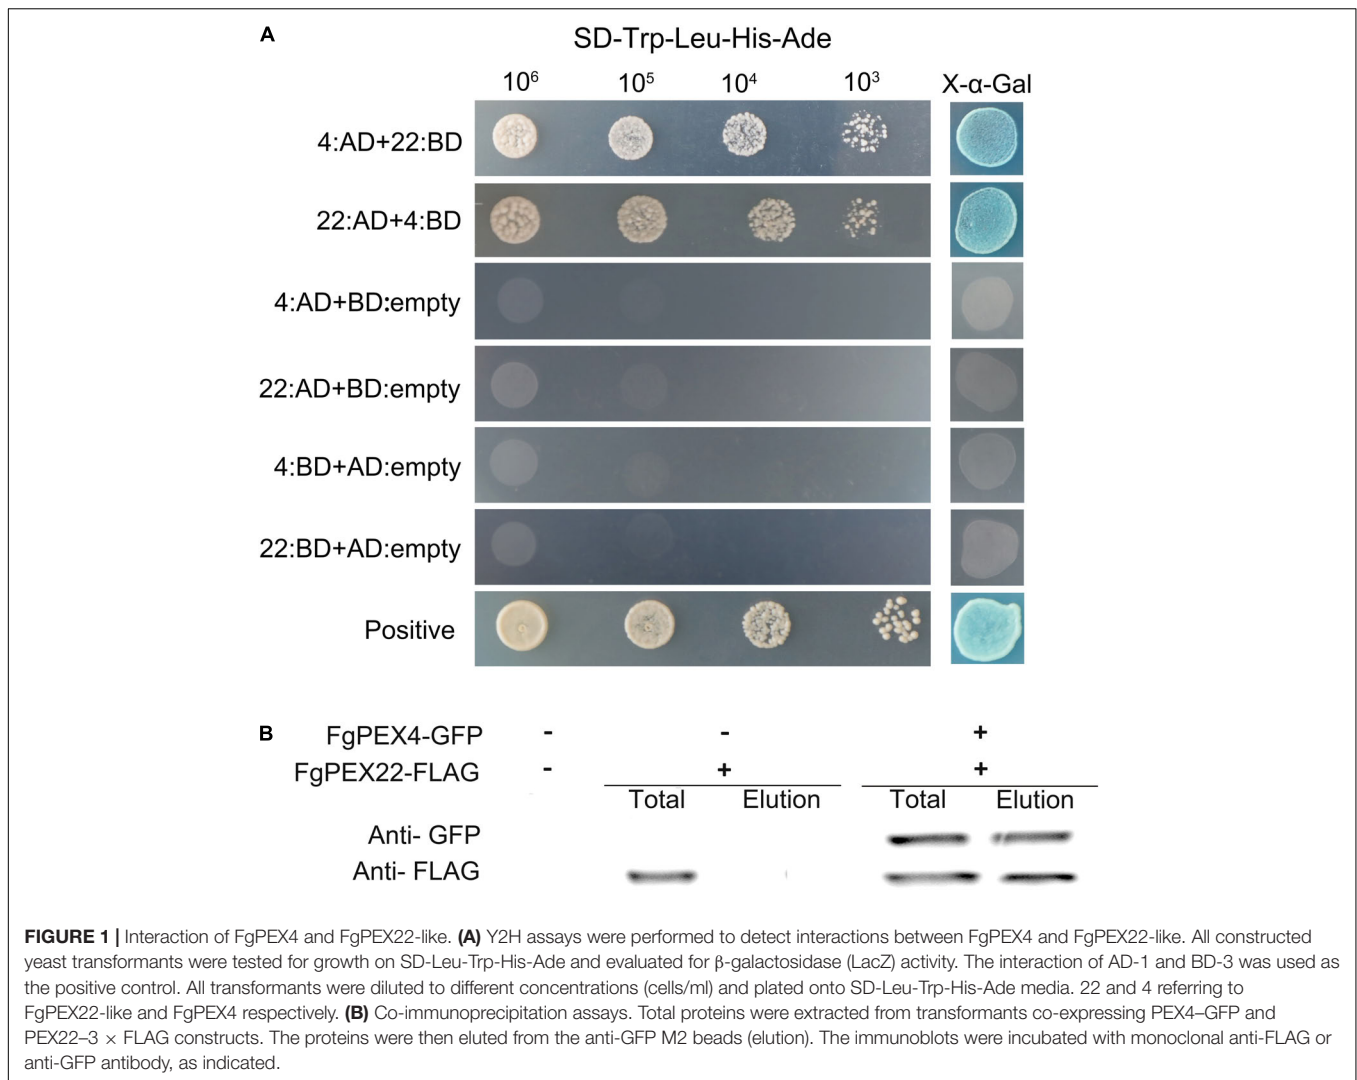 A
SD-Trp-Leu-His-Ade
10⁶ 10⁵ 10⁴ 10³ X-α-Gal
4:AD+22:BD
22:AD+4:BD
4:AD+BD:empty
22:AD+BD:empty
4:BD+AD:empty
22:BD+AD:empty
Positive
B FgPEX4-GFP - - +
FgPEX22-FLAG - + +
Total Elution Total Elution
Anti- GFP
Anti- FLAG
FIGURE 1 | Interaction of FgPEX4 and FgPEX22-like. (A) Y2H assays were performed to detect interactions between FgPEX4 and FgPEX22-like. All constructed
yeast transformants were tested for growth on SD-Leu-Trp-His-Ade and evaluated for β-galactosidase (LacZ) activity. The interaction of AD-1 and BD-3 was used as
the positive control. All transformants were diluted to different concentrations (cells/ml) and plated onto SD-Leu-Trp-His-Ade media. 22 and 4 referring to
FgPEX22-like and FgPEX4 respectively. (B) Co-immunoprecipitation assays. Total proteins were extracted from transformants co-expressing PEX4–GFP and
PEX22–3 × FLAG constructs. The proteins were then eluted from the anti-GFP M2 beads (elution). The immunoblots were incubated with monoclonal anti-FLAG or
anti-GFP antibody, as indicated.